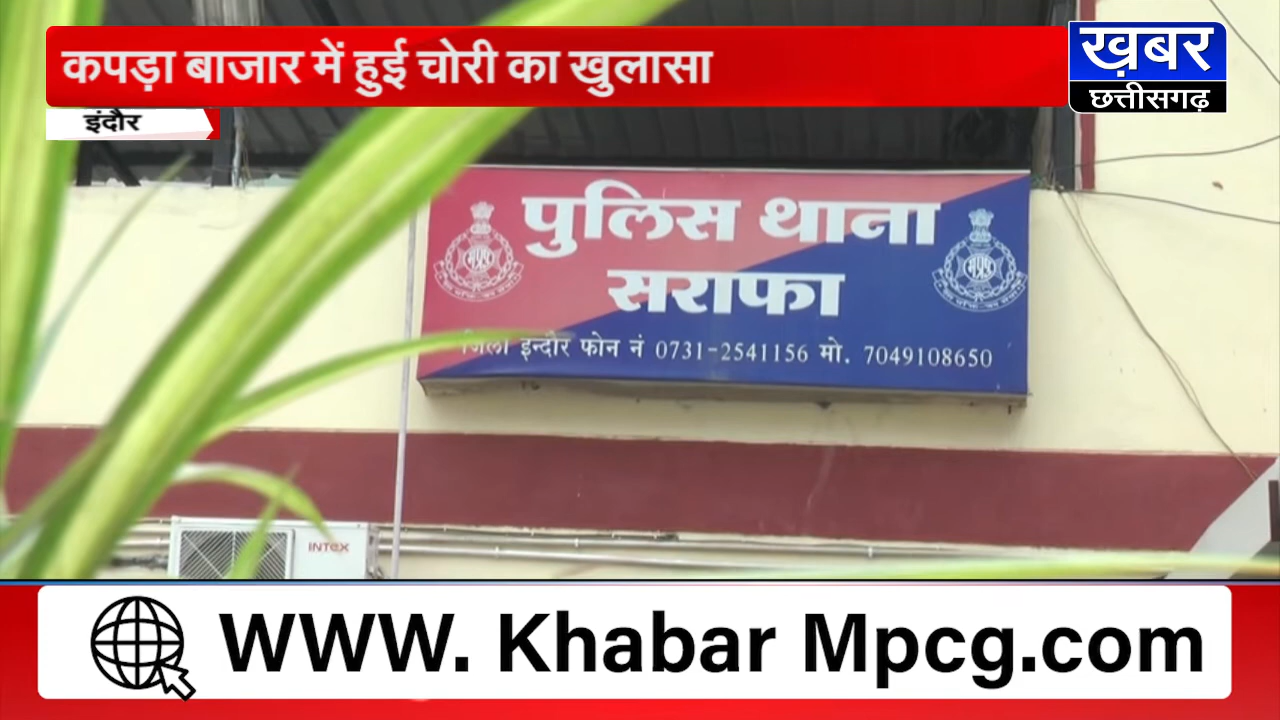 कपड़ा बाजार में हुई चोरी का खुलासा
ख़बर
छत्तीसगढ़
इंदौर
पुलिस थाना
सराफा
जिला इन्दौर फोन नं 0731-2541156 मो. 7049108650
INTEX
WWW. Khabar Mpcg.com